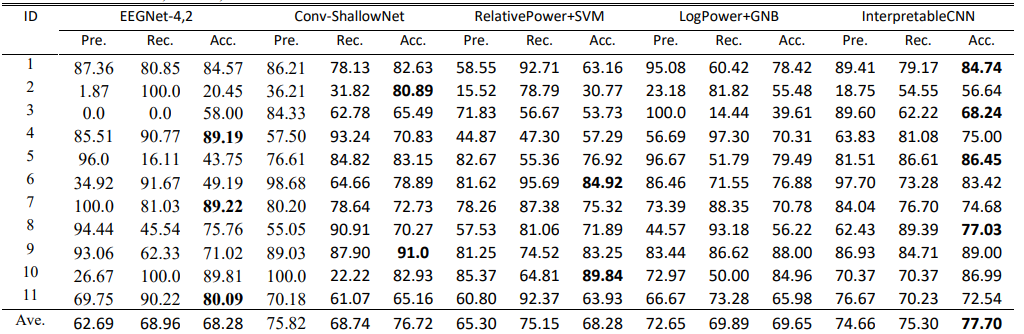 ID EEGNet-4,2 Conv-ShallowNet RelativePower+SVM LogPower+GNB InterpretableCNN
Pre. Rec. Acc. Pre. Rec. Acc. Pre. Rec. Acc. Pre. Rec. Acc. Pre. Rec. Acc.
1 87.36 80.85 84.57 86.21 78.13 82.63 58.55 92.71 63.16 95.08 60.42 78.42 89.41 79.17 84.74
2 1.87 100.0 20.45 36.21 31.82 80.89 15.52 78.79 30.77 23.18 81.82 55.48 18.75 54.55 56.64
3 0.0 0.0 58.00 84.33 62.78 65.49 71.83 56.67 53.73 100.0 14.44 39.61 89.60 62.22 68.24
4 85.51 90.77 89.19 57.50 93.24 70.83 44.87 47.30 57.29 56.69 97.30 70.31 63.83 81.08 75.00
5 96.0 16.11 43.75 76.61 84.82 83.15 82.67 55.36 76.92 96.67 51.79 79.49 81.51 86.61 86.45
6 34.92 91.67 49.19 98.68 64.66 78.89 81.62 95.69 84.92 86.46 71.55 76.88 97.70 73.28 83.42
7 100.0 81.03 89.22 80.20 78.64 72.73 78.26 87.38 75.32 73.39 88.35 70.78 84.04 76.70 74.68
8 94.44 45.54 75.76 55.05 90.91 70.27 57.53 81.06 71.89 44.57 93.18 56.22 62.43 89.39 77.03
9 93.06 62.33 71.02 89.03 87.90 91.0 81.25 74.52 83.25 83.44 86.62 88.00 86.93 84.71 89.00
10 26.67 100.0 89.81 100.0 22.22 82.93 85.37 64.81 89.84 72.97 50.00 84.96 70.37 70.37 86.99
11 69.75 90.22 80.09 70.18 61.07 65.16 60.80 92.37 63.93 66.67 73.28 65.98 76.67 70.23 72.54
Ave. 62.69 68.96 68.28 75.82 68.74 76.72 65.30 75.15 68.28 72.65 69.89 69.65 74.66 75.30 77.70